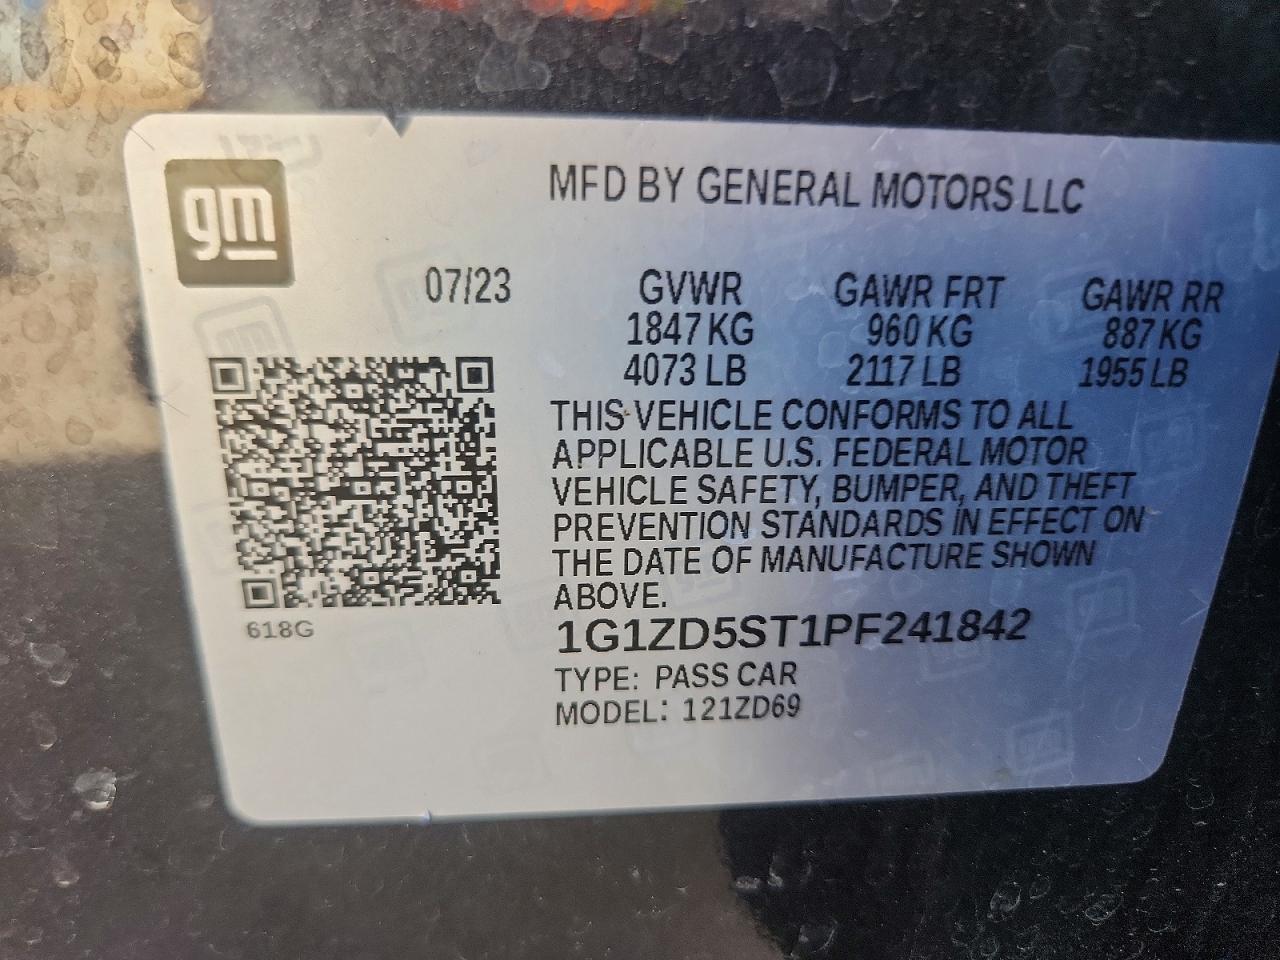 gm
MFD BY GENERAL MOTORS LLC
07/23 GVWR GAWR FRT GAWR RR
1847 KG 960 KG 887 KG
4073 LB 2117 LB 1955 LB
THIS VEHICLE CONFORMS TO ALL
APPLICABLE U.S. FEDERAL MOTOR
VEHICLE SAFETY, BUMPER, AND THEFT
PREVENTION STANDARDS IN EFFECT ON
THE DATE OF MANUFACTURE SHOWN
ABOVE.
618G
1G1ZD5ST1PF241842
TYPE: PASS CAR
MODEL: 121ZD69